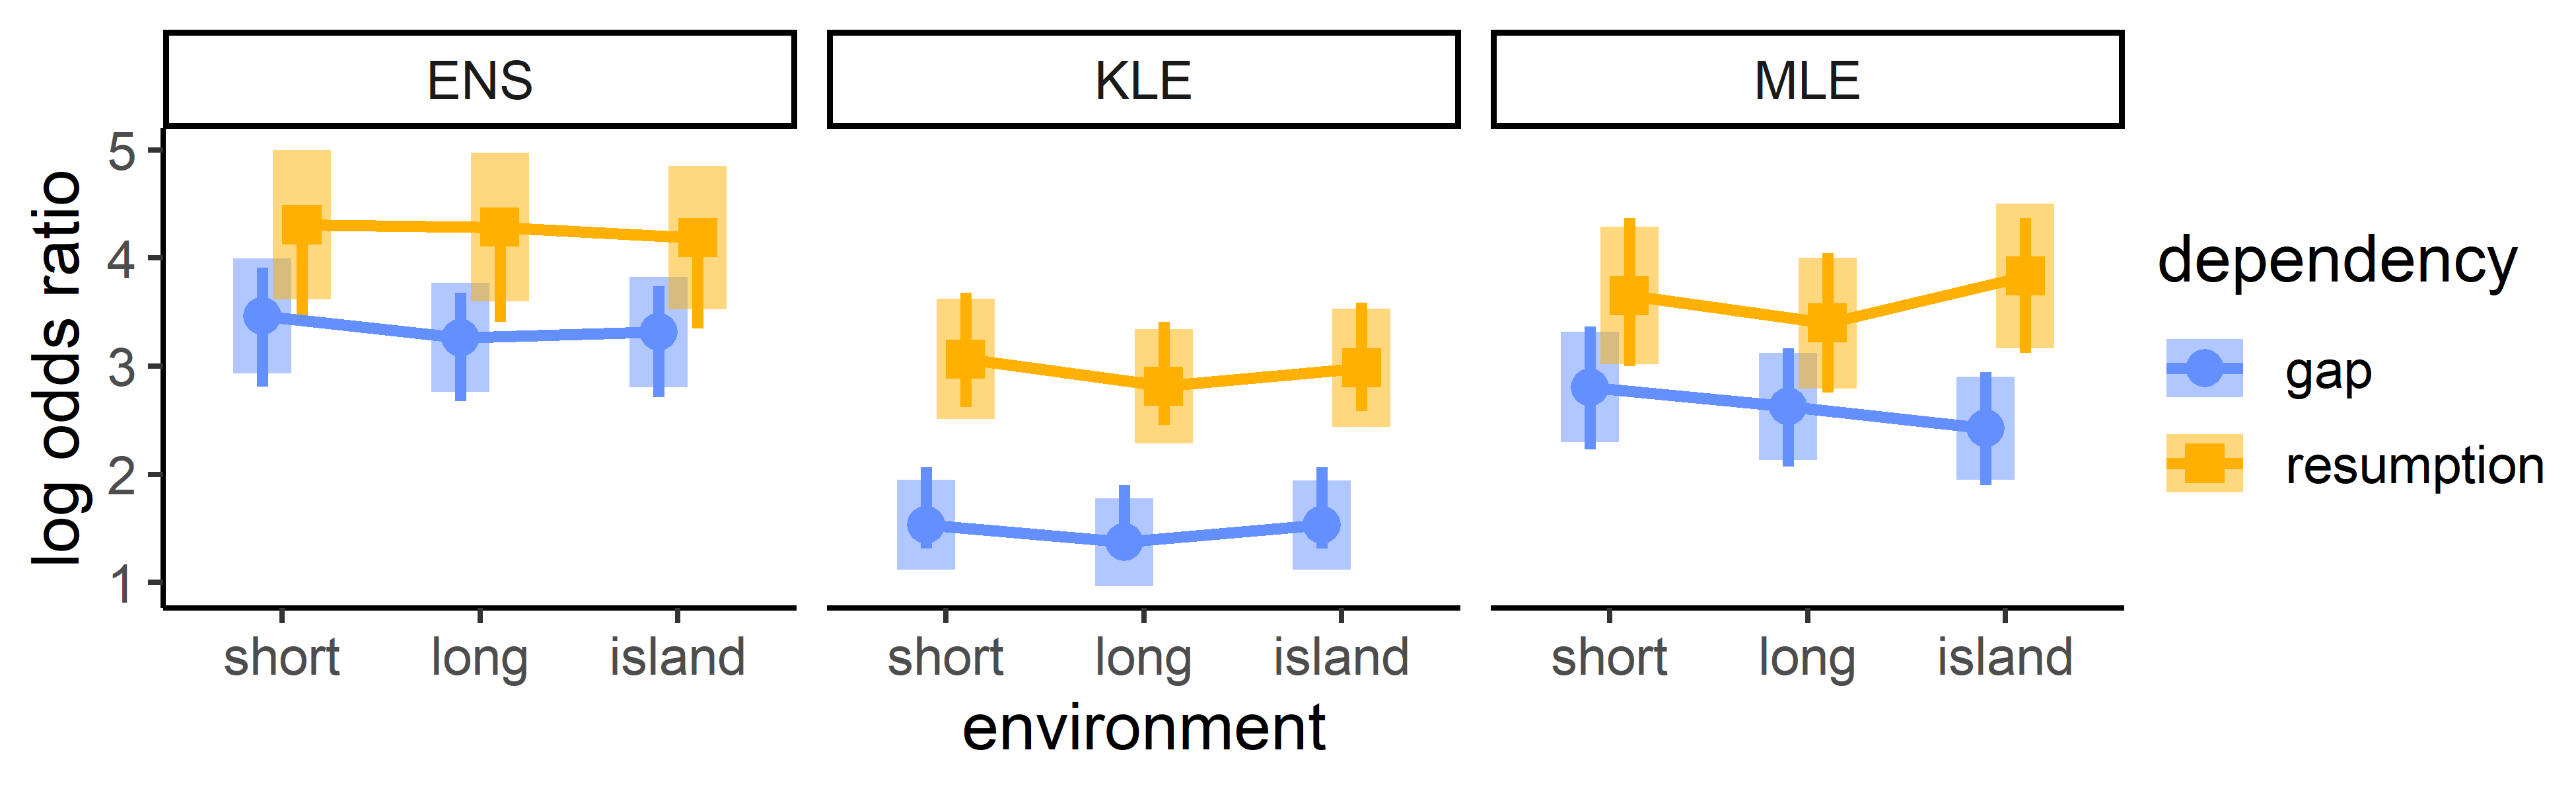 ENS
KLE
MLE
log odds ratio
5
4
3
2
1
short long island
short long island
short long island
environment
dependency
gap
resumption